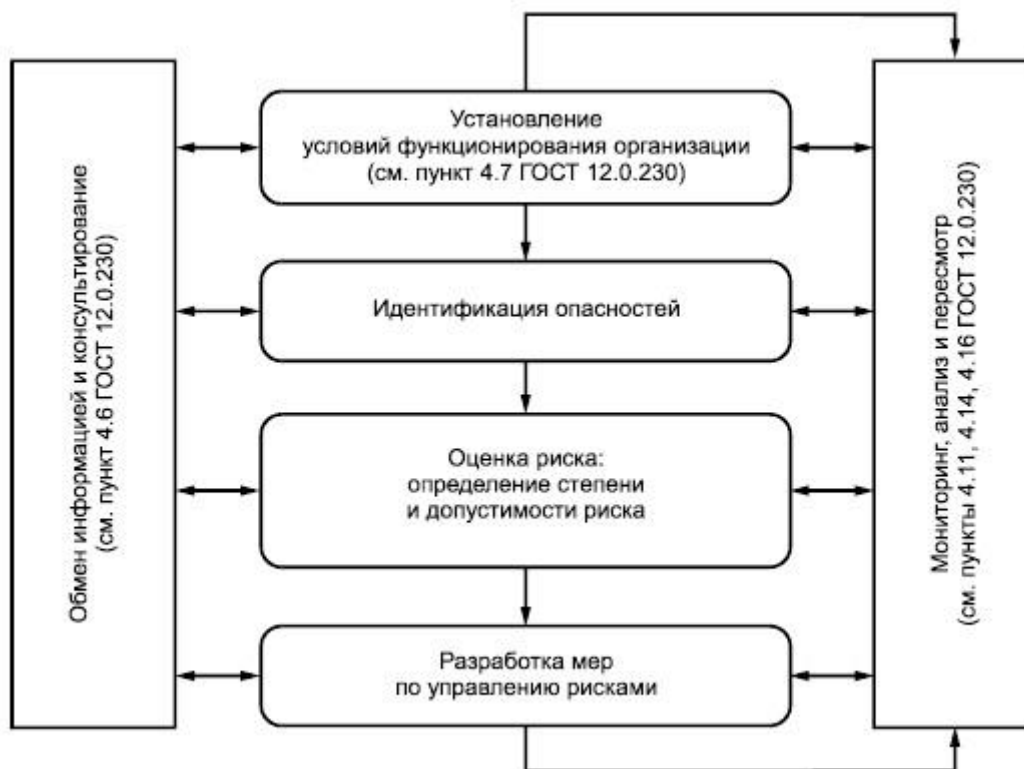 Обмен информацией и консультирование
(см. пункт 4.6 ГОСТ 12.0.230)
Установление
условий функционирования организации
(см. пункт 4.7 ГОСТ 12.0.230)
Идентификация опасностей
Оценка риска:
определение степени
и допустимости риска
Разработка мер
по управлению рисками
Мониторинг, анализ и пересмотр
(см. пункты 4.11, 4.14, 4.16 ГОСТ 12.0.230)